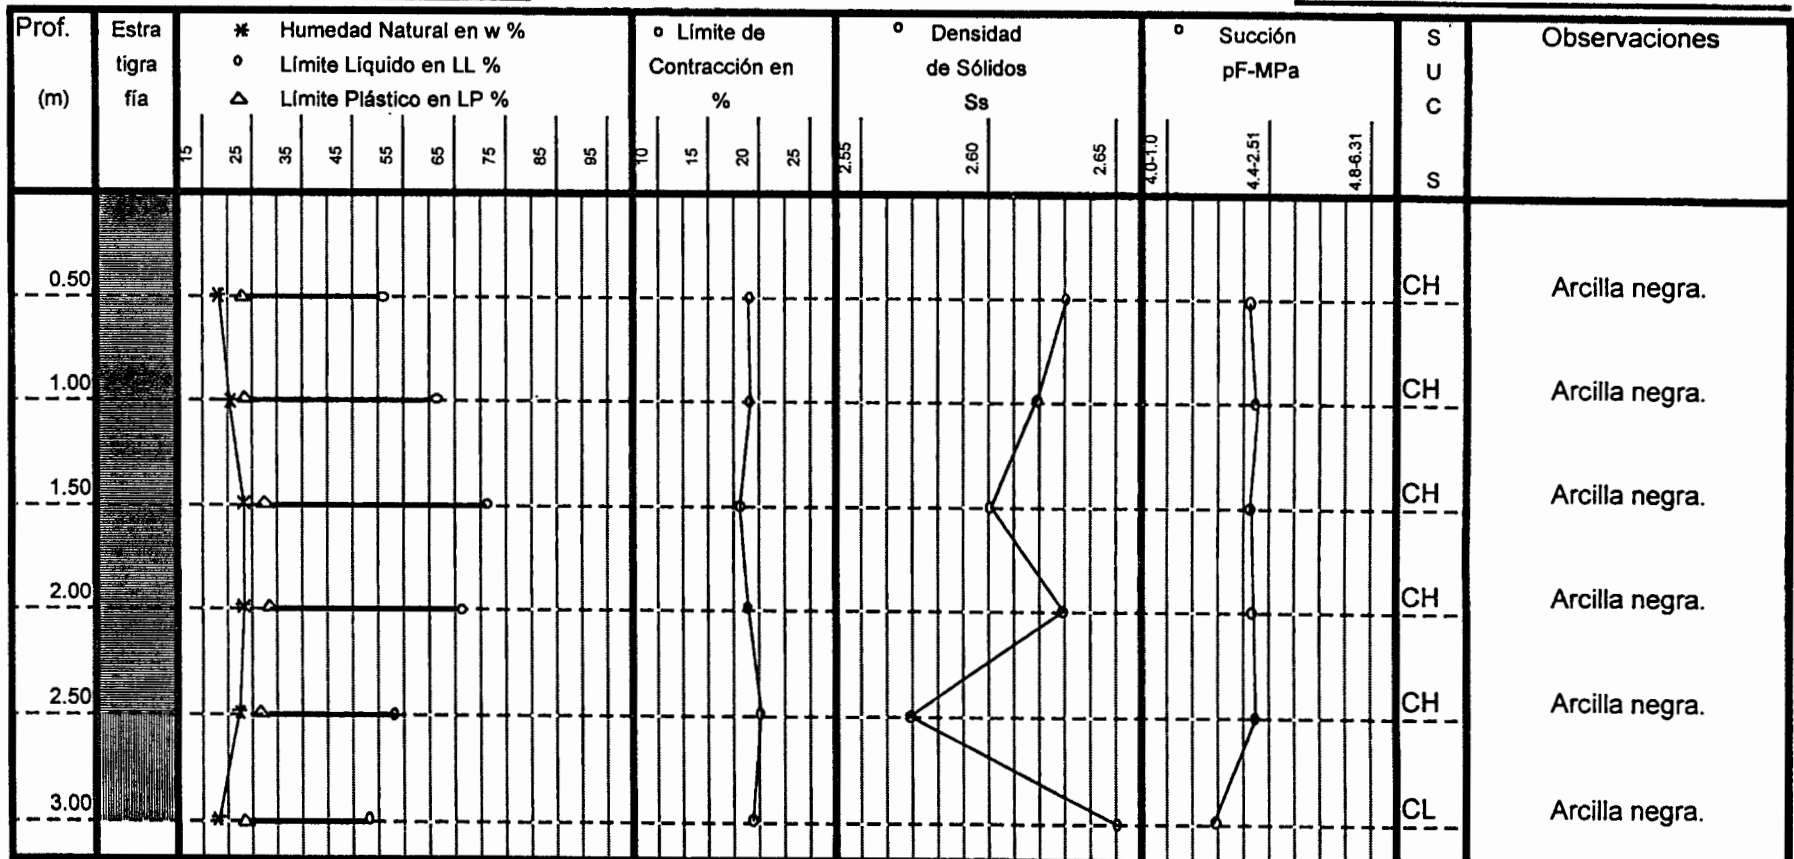 Prof.
(m)
Estra
tigra
fía
* Humedad Natural en w %
o Límite Líquido en LL %
△ Límite Plástico en LP %
15 25 35 45 55 65 75 85 95
o Límite de
Contracción en
%
10 15 20 25
o Densidad
de Sólidos
Ss
2.55 2.60 2.65
o Succión
pF-MPa
4.0-1.0 4.4-2.51 4.8-6.31
S
U
C
S
Observaciones
0.50 CH Arcilla negra.
1.00 CH Arcilla negra.
1.50 CH Arcilla negra.
2.00 CH Arcilla negra.
2.50 CH Arcilla negra.
3.00 CL Arcilla negra.